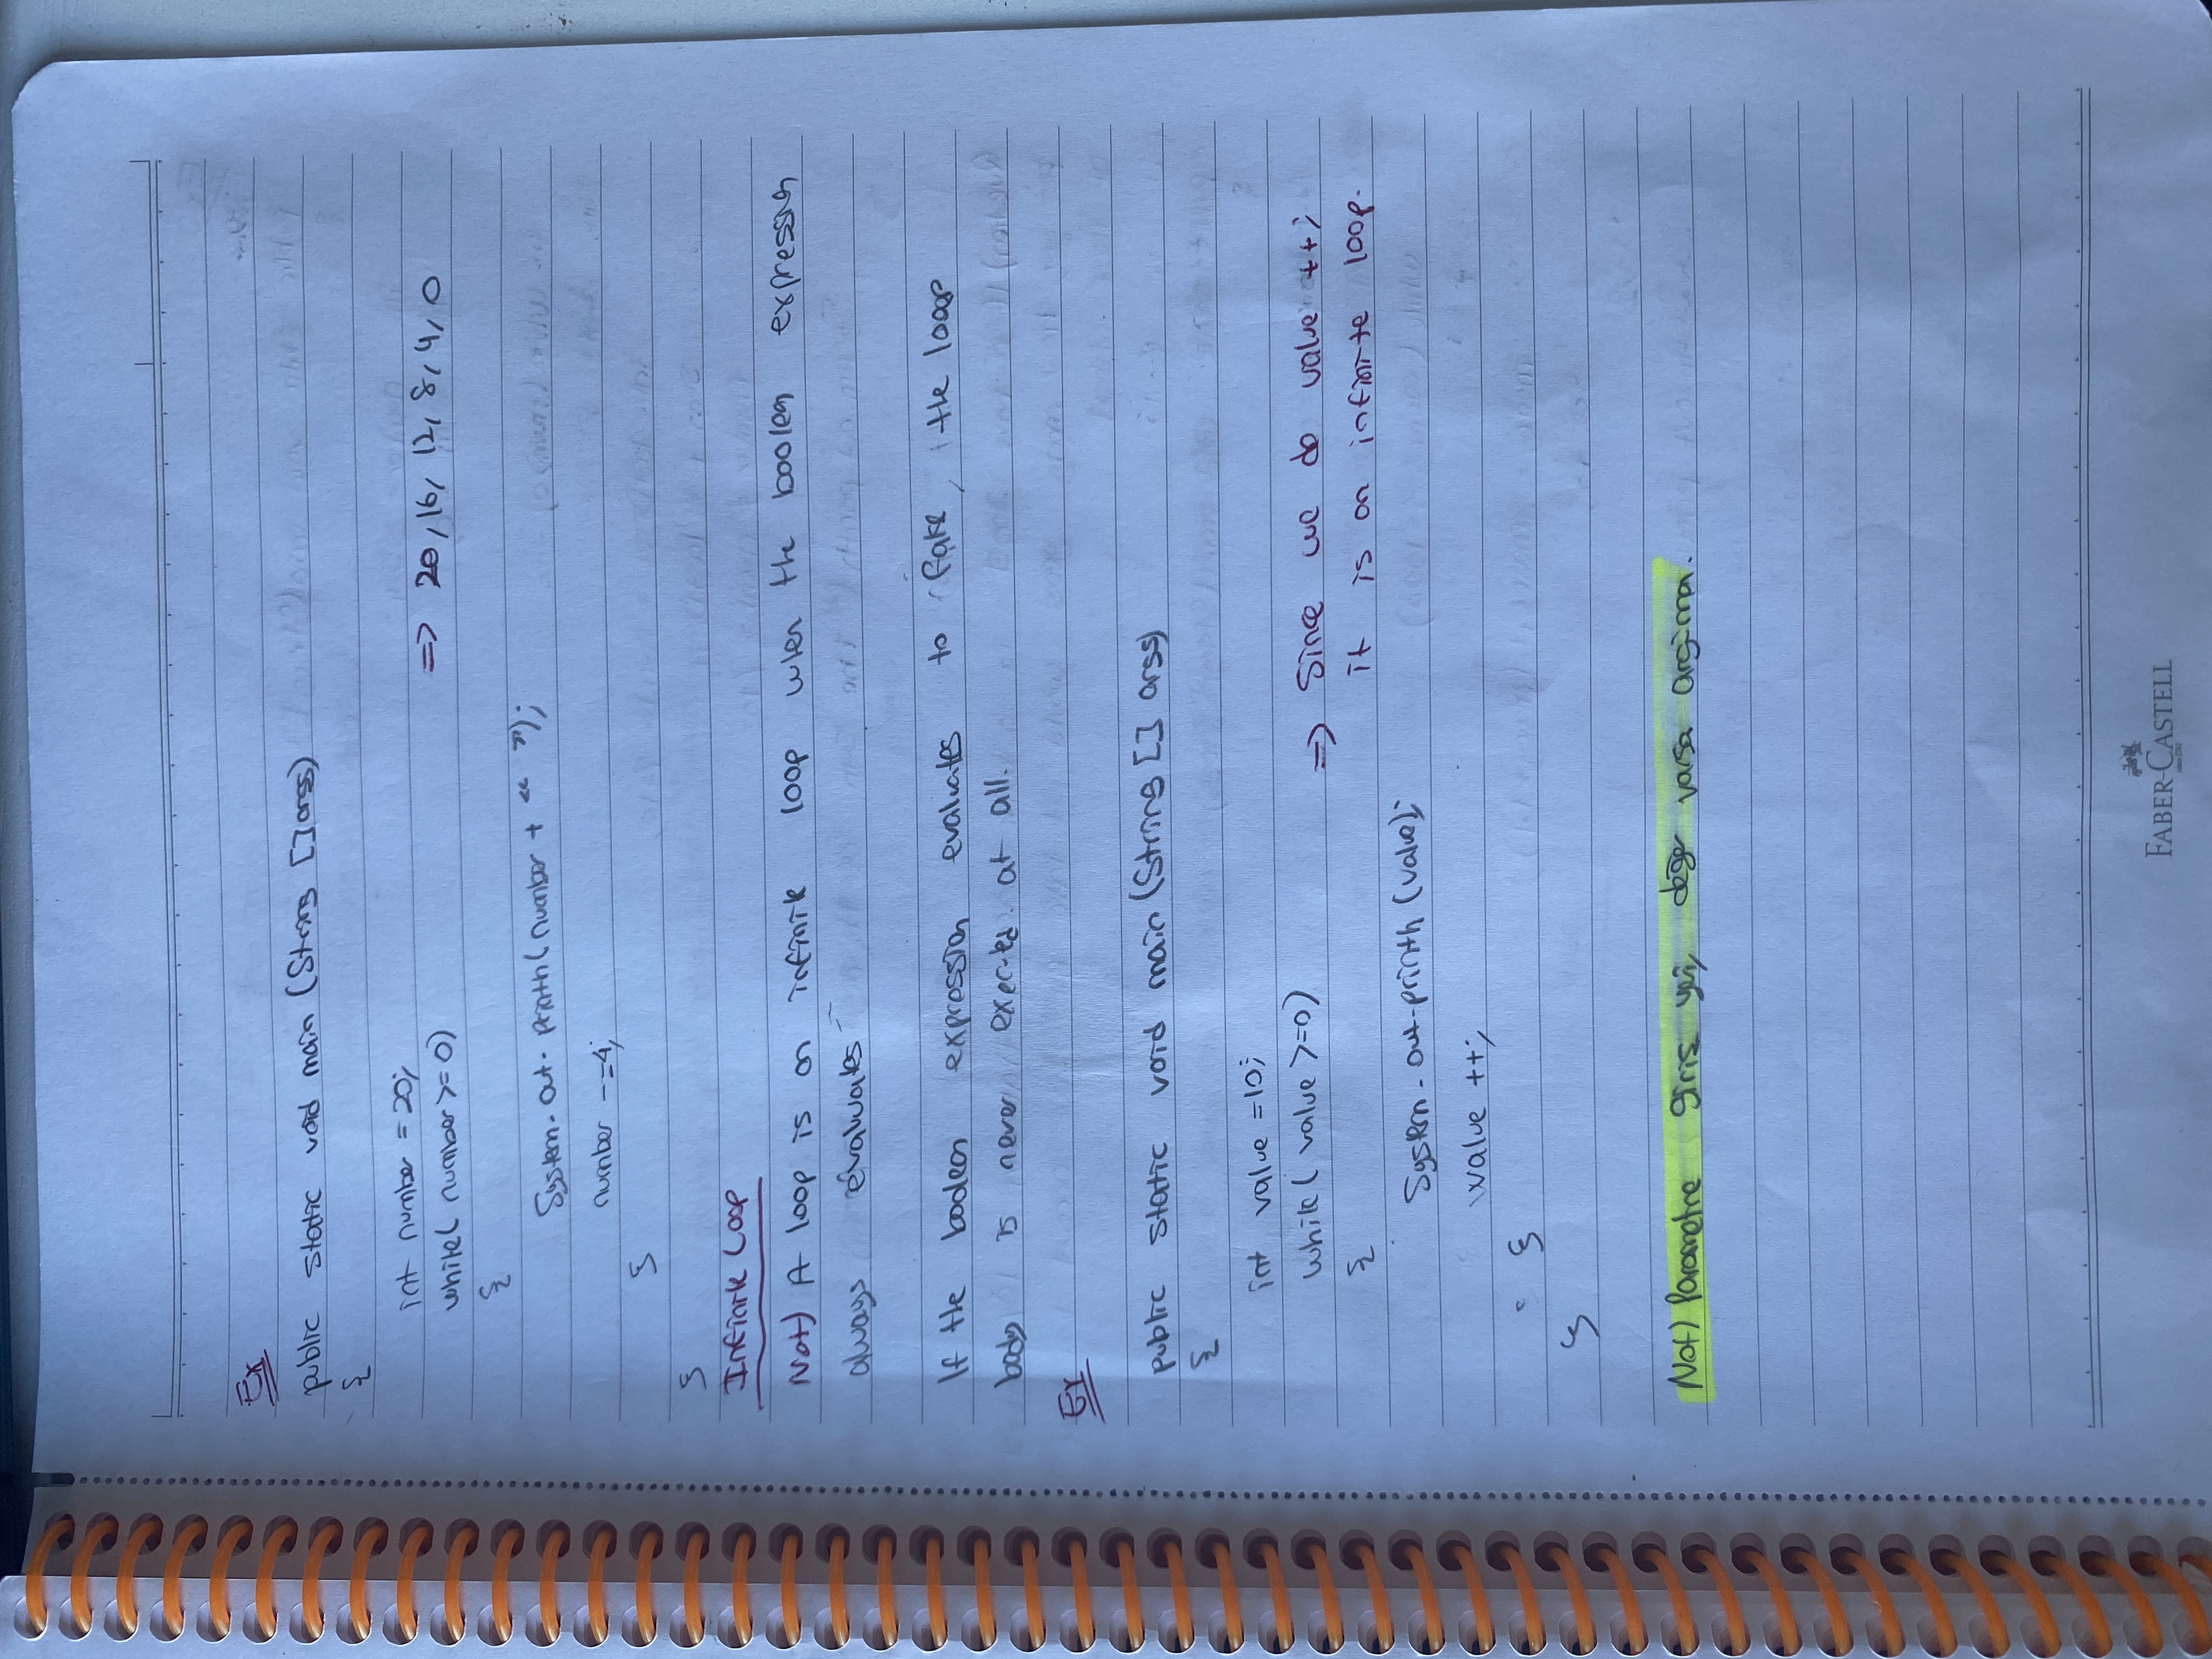 Ex
public static void main (String [] args)
{
int number = 20;
while( number >= 0)
=> 20, 16, 12, 8, 4, 0
{
System.out.println(number + " ");
number -=4;
}
}
Infinite Loop
Not) A loop is an infinite loop when the boolean expression
always evaluates
If the boolean expression evaluates to false, the looop
body is never executed at all.
Ex
public static void main (String [] args)
{
int value =10;
while( value >=0)
=> Since we do value ++;
{
it is an infinite loop.
System.out.println (value);
value ++;
}
}
Not) Parametre giriş yeri, değer varsa argüman.
FABER-CASTELL
since 1761